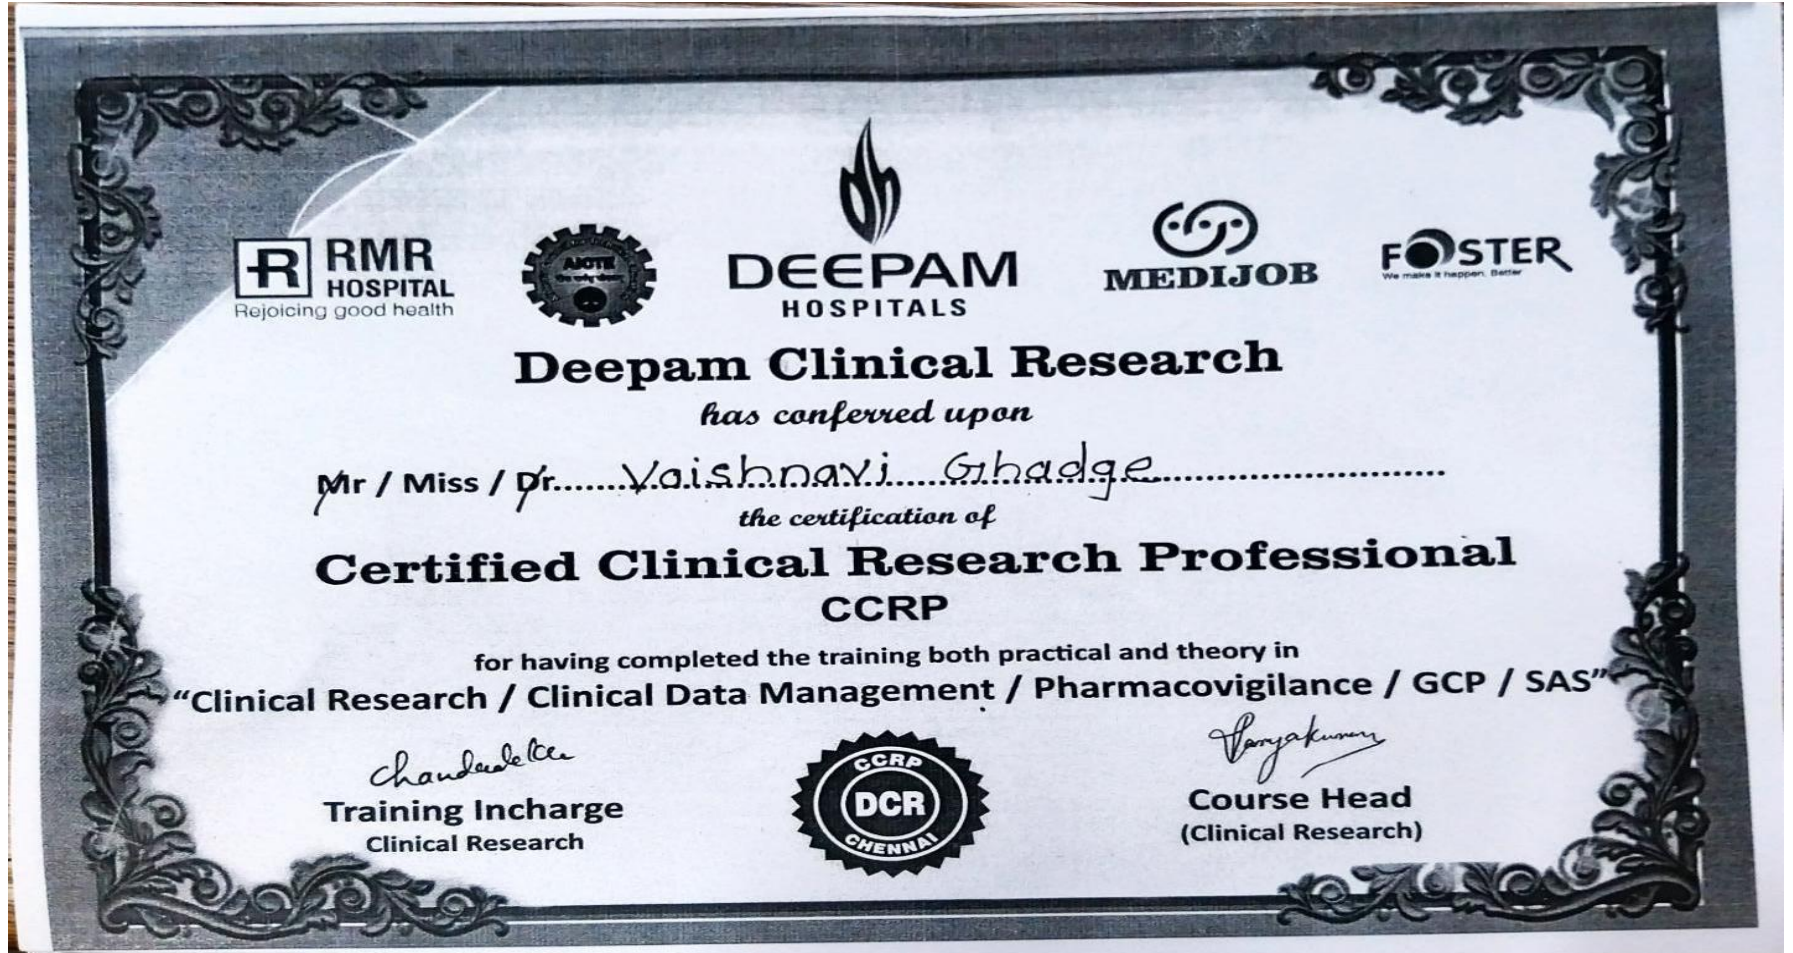 RMR
HOSPITAL
Rejoicing good health
AICTE
DEEPAM
HOSPITALS
MEDIJOB
FOSTER
We make it happen. Better
Deepam Clinical Research
has conferred upon
Mr / Miss / Dr.......Vaishnavi Ghadge..............................
the certification of
Certified Clinical Research Professional
CCRP
for having completed the training both practical and theory in
"Clinical Research / Clinical Data Management / Pharmacovigilance / GCP / SAS"
Training Incharge
Clinical Research
CCRP
DCR
CHENNAI
Course Head
(Clinical Research)